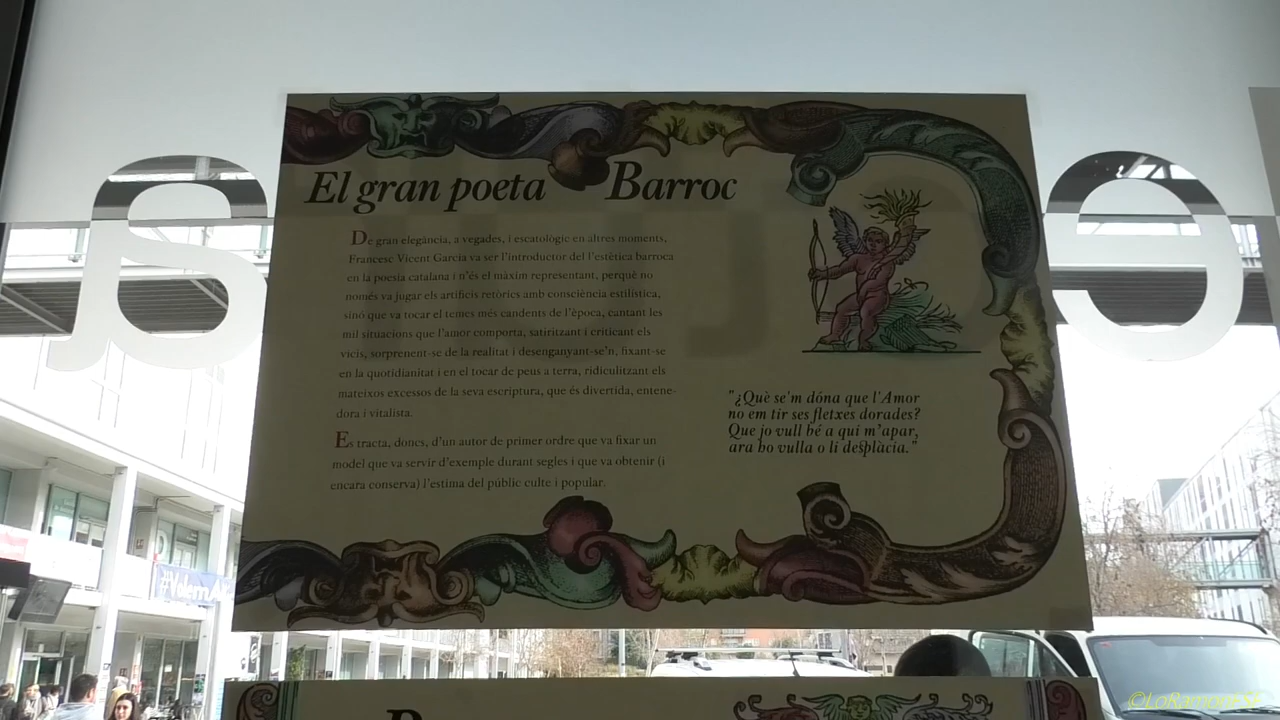 El gran poeta Barroc
De gran elegància, a vegades, i escatològic en altres moments,
Francesc Vicent Garcia va ser l'introductor del l'estètica barroca
en la poesia catalana i n'és el màxim representant, perquè no
només va jugar els artificis retòrics amb consciència estilística,
sinó que va tocar el temes més candents de l'època, cantant les
mil situacions que l'amor comporta, satiritzant i criticant els
vicis, sorprenent-se de la realitat i desenganyant-se'n, fixant-se
en la quotidianitat i en el tocar de peus a terra, ridiculitzant els
mateixos excessos de la seva escriptura, que és divertida, entene-
dora i vitalista.
Es tracta, doncs, d'un autor de primer ordre que va fixar un
model que va servir d'exemple durant segles i que va obtenir (i
encara conserva) l'estima del públic culte i popular.
"¿Què se'm dóna que l'Amor
no em tir ses fletxes dorades?
Que jo vull bé a qui m'apar,
ara ho vulla o li desplàcia."